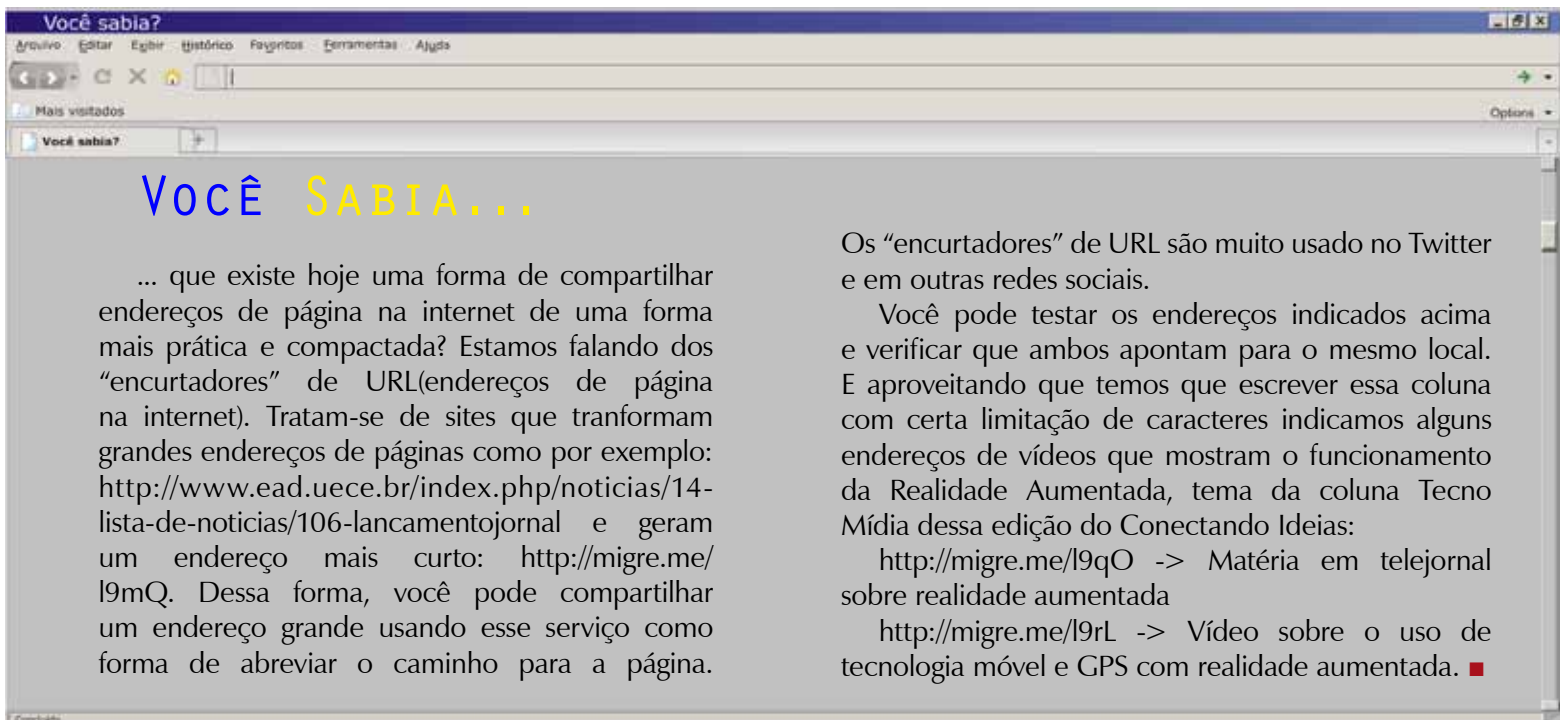 Você sabia?
Arquivo Editar Exibir Histórico Favoritos Ferramentas Ajuda
Mais visitados
Options
Você sabia?
Você Sabia...
... que existe hoje uma forma de compartilhar
endereços de página na internet de uma forma
mais prática e compactada? Estamos falando dos
“encurtadores” de URL(endereços de página
na internet). Tratam-se de sites que tranformam
grandes endereços de páginas como por exemplo:
http://www.ead.uece.br/index.php/noticias/14-
lista-de-noticias/106-lancamentojornal e geram
um endereço mais curto: http://migre.me/
l9mQ. Dessa forma, você pode compartilhar
um endereço grande usando esse serviço como
forma de abreviar o caminho para a página.
Os “encurtadores” de URL são muito usado no Twitter
e em outras redes sociais.
Você pode testar os endereços indicados acima
e verificar que ambos apontam para o mesmo local.
E aproveitando que temos que escrever essa coluna
com certa limitação de caracteres indicamos alguns
endereços de vídeos que mostram o funcionamento
da Realidade Aumentada, tema da coluna Tecno
Mídia dessa edição do Conectando Ideias:
http://migre.me/l9qO -> Matéria em telejornal
sobre realidade aumentada
http://migre.me/l9rL -> Vídeo sobre o uso de
tecnologia móvel e GPS com realidade aumentada.
Concluído